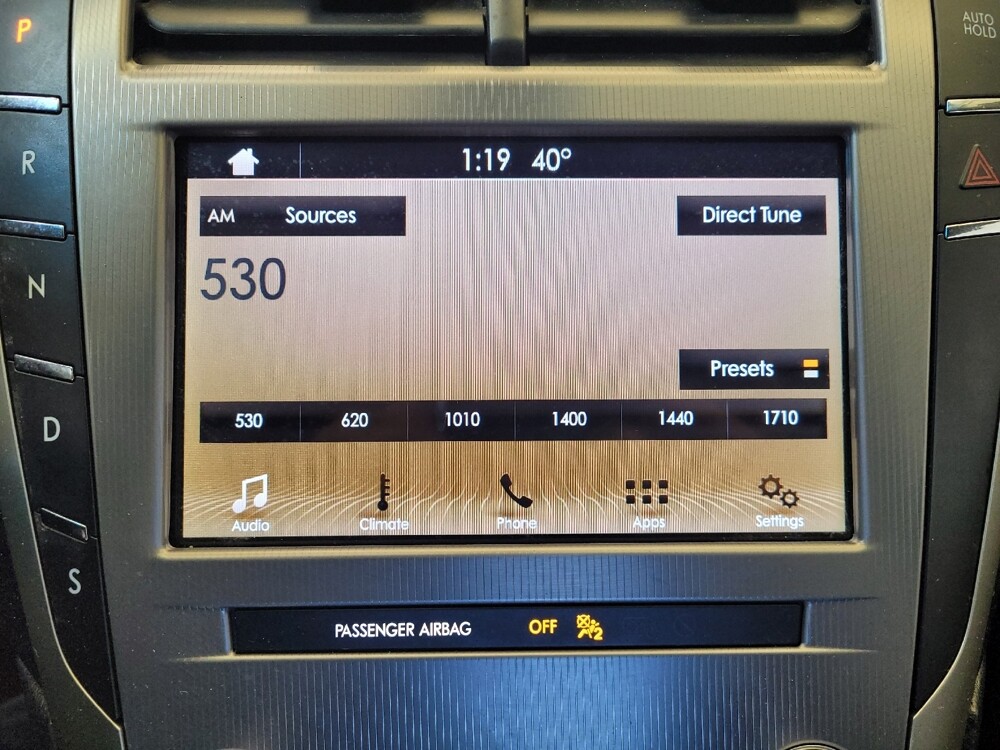 P
AUTO
HOLD
R
N
D
S
1:19 40°
AM Sources
Direct Tune
530
Presets
530 620 1010 1400 1440 1710
Audio Climate Phone Apps Settings
PASSENGER AIRBAG OFF 2